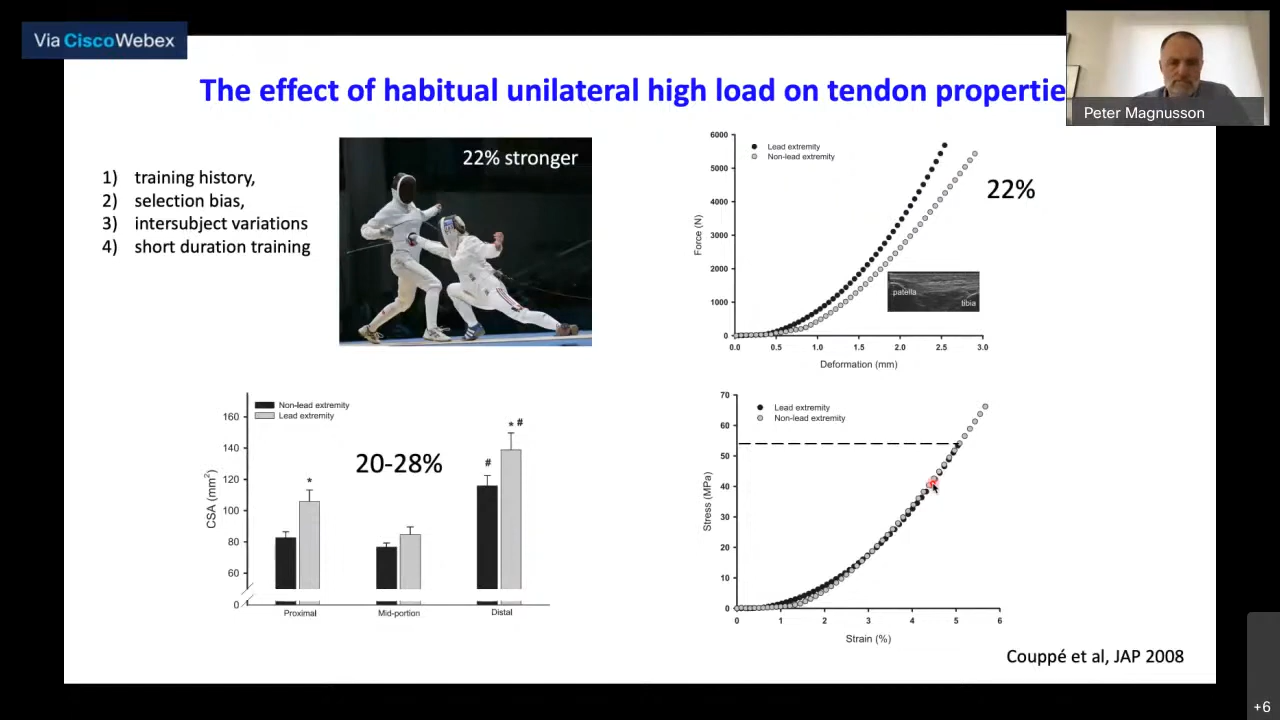 Via Cisco Webex
The effect of habitual unilateral high load on tendon propertie
Peter Magnusson
1) training history,
2) selection bias,
3) intersubject variations
4) short duration training
22% stronger
6000
5000
4000
3000
2000
1000
0
Force (N)
Lead extremity
Non-lead extremity
22%
patella
tibia
0.0 0.5 1.0 1.5 2.0 2.5 3.0
Deformation (mm)
160
140
120
100
80
60
0
CSA (mm²)
Non-lead extremity
Lead extremity
20-28%
*
#
* #
Proximal Mid-portion Distal
70
60
50
40
30
20
10
0
Stress (MPa)
Lead extremity
Non-lead extremity
0 1 2 3 4 5 6
Strain (%)
Couppé et al, JAP 2008
+6